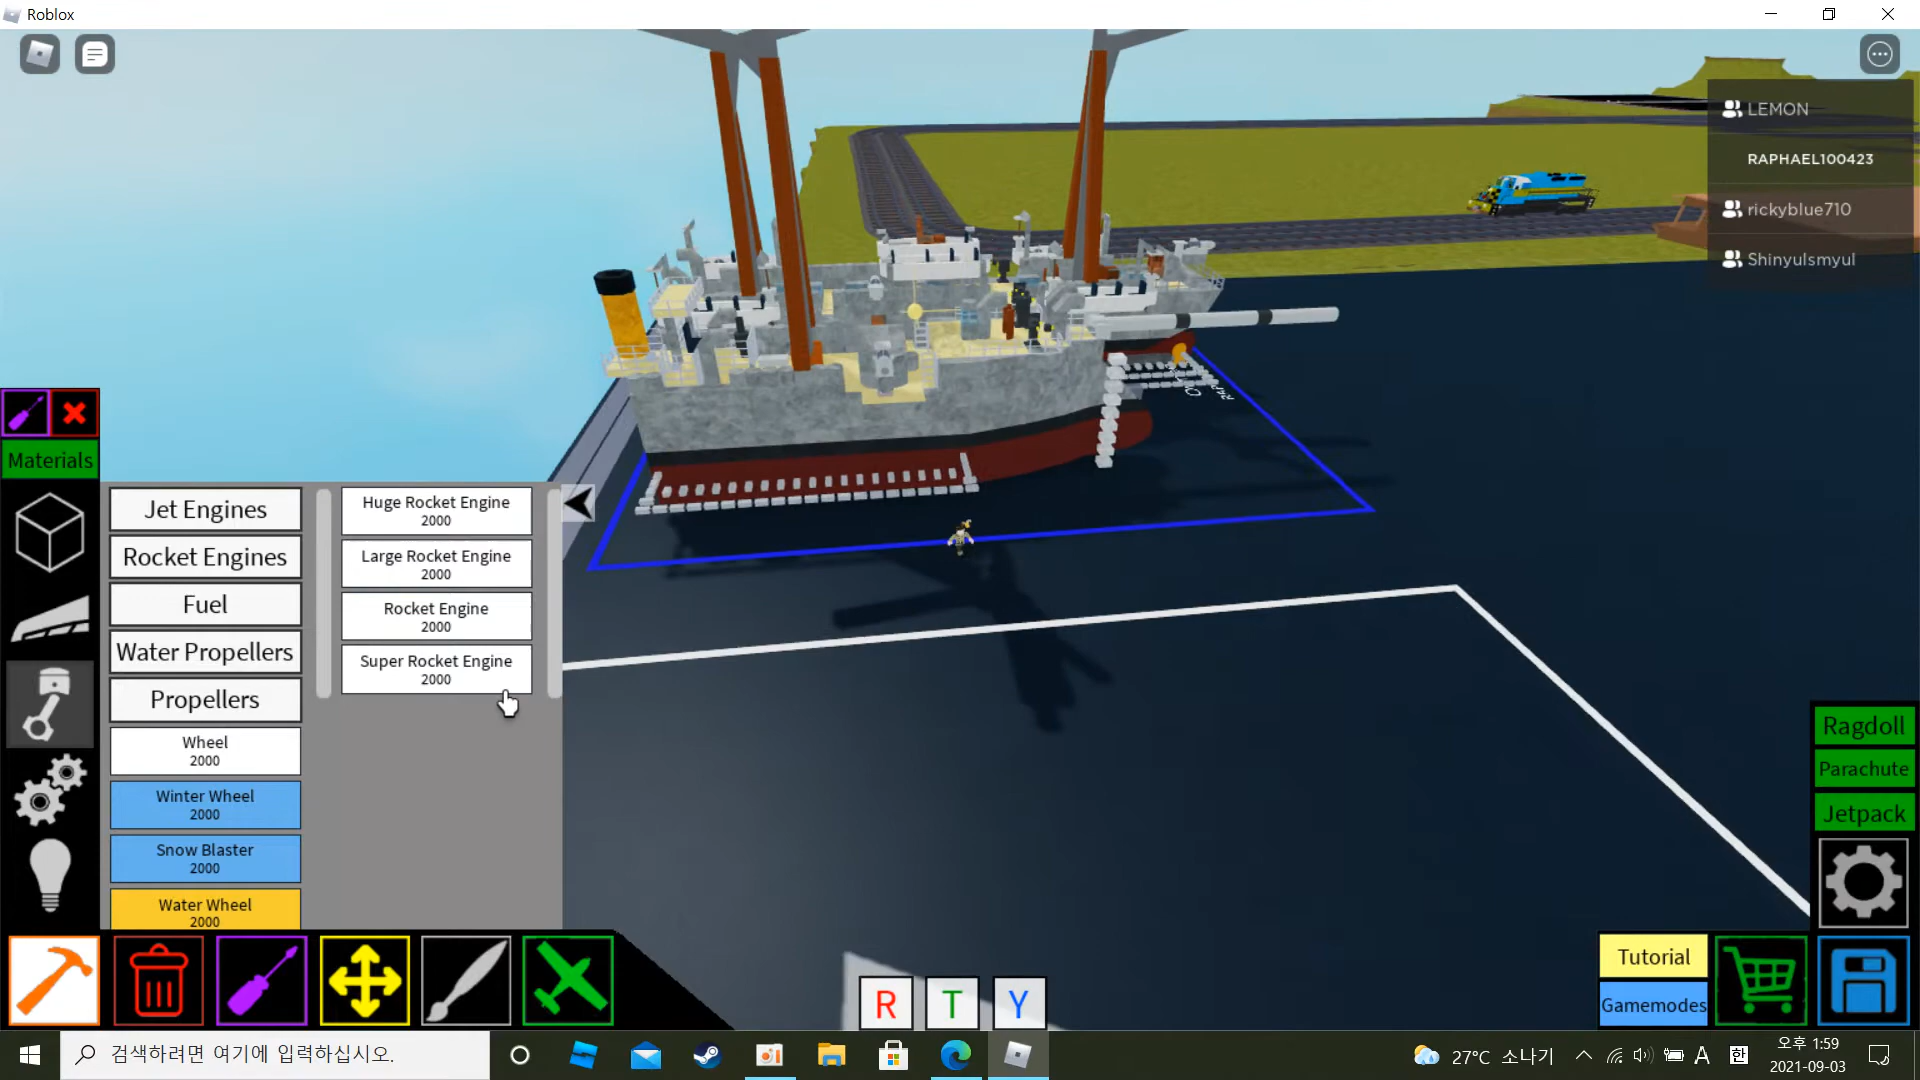 Roblox
LEMON
RAPHAEL100423
rickyblue710
Shinyulsmyul
Materials
Jet Engines
Rocket Engines
Fuel
Water Propellers
Propellers
Wheel
2000
Winter Wheel
2000
Snow Blaster
2000
Water Wheel
2000
Huge Rocket Engine
2000
Large Rocket Engine
2000
Rocket Engine
2000
Super Rocket Engine
2000
Ragdoll
Parachute
Jetpack
Tutorial
Gamemodes
R T Y
검색하려면 여기에 입력하십시오.
27°C 소나기
A
한
오후 1:59
2021-09-03